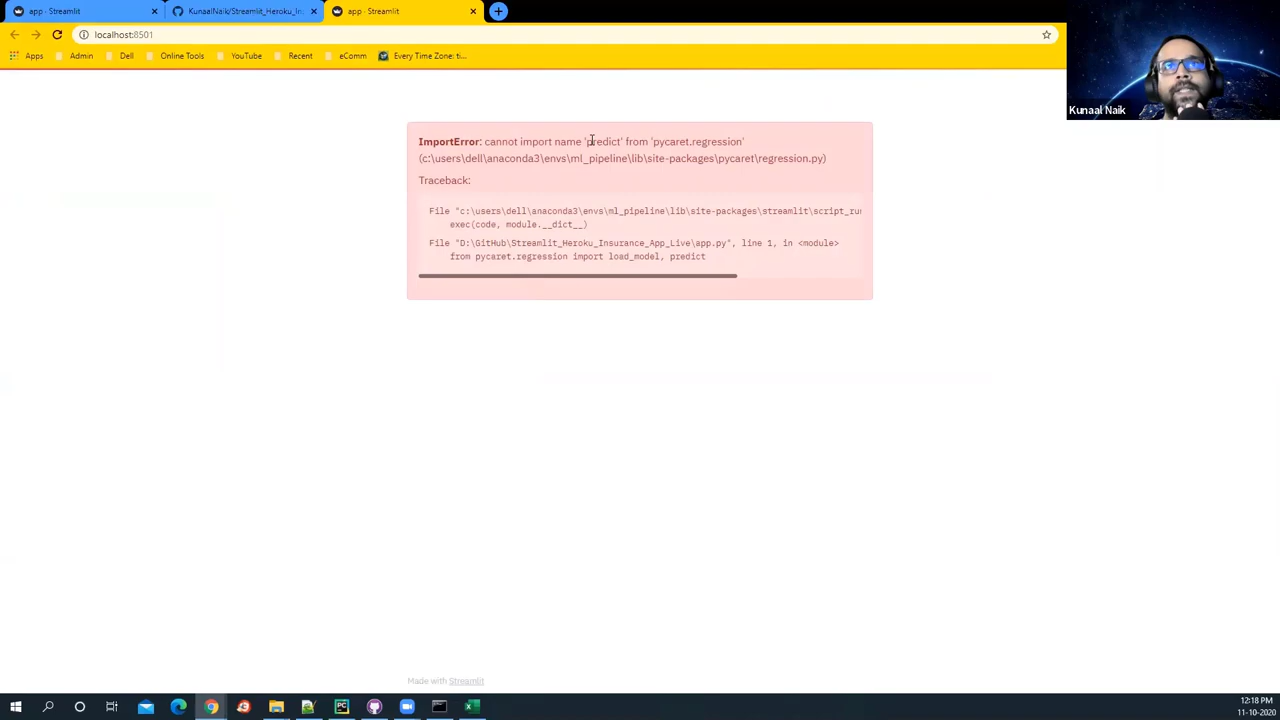 app · Streamlit
KunaalNaik/Streamlit_Heroku_In
app · Streamlit
localhost:8501
Apps
Admin
Dell
Online Tools
YouTube
Recent
eComm
Every Time Zone: ti...
Kunaal Naik
ImportError: cannot import name 'predict' from 'pycaret.regression'
(c:\users\dell\anaconda3\envs\ml_pipeline\lib\site-packages\pycaret\regression.py)
Traceback:
File "c:\users\dell\anaconda3\envs\ml_pipeline\lib\site-packages\streamlit\script_ru
exec(code, module.__dict__)
File "D:\GitHub\Streamlit_Heroku_Insurance_App_Live\app.py", line 1, in <module>
from pycaret.regression import load_model, predict
Made with Streamlit
12:18 PM
11-10-2020